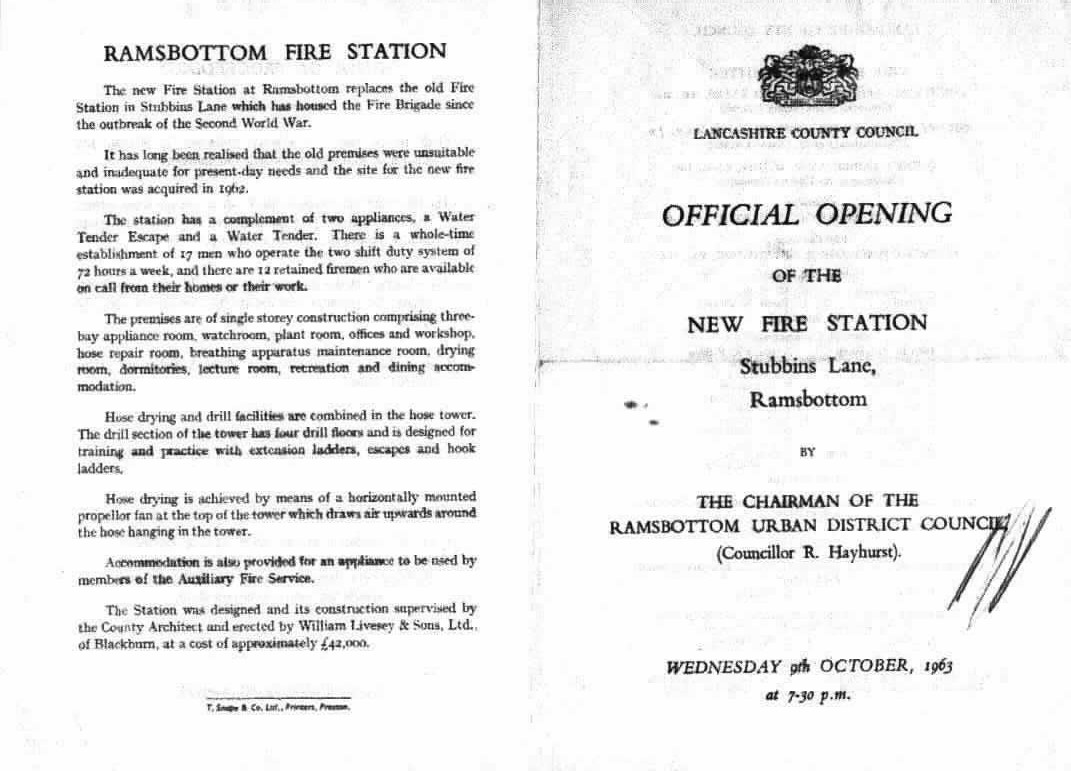 RAMSBOTTOM FIRE STATION
The new Fire Station at Ramsbottom replaces the old Fire
Station in Stubbins Lane which has housed the Fire Brigade since
the outbreak of the Second World War.
It has long been realised that the old premises were unsuitable
and inadequate for present-day needs and the site for the new fire
station was acquired in 1962.
The station has a complement of two appliances, a Water
Tender Escape and a Water Tender. There is a whole-time
establishment of 17 men who operate the two shift duty system of
72 hours a week, and there are 12 retained firemen who are available
on call from their homes or their work.
The premises are of single storey construction comprising three-
bay appliance room, watchroom, plant room, offices and workshop,
hose repair room, breathing apparatus maintenance room, drying
room, dormitories, lecture room, recreation and dining accom-
modation.
Hose drying and drill facilities are combined in the hose tower.
The drill section of the tower has four drill floors and is designed for
training and practice with extension ladders, escapes and hook
ladders.
Hose drying is achieved by means of a horizontally mounted
propellor fan at the top of the tower which draws air upwards around
the hose hanging in the tower.
Accommodation is also provided for an appliance to be used by
members of the Auxiliary Fire Service.
The Station was designed and its construction supervised by
the County Architect and erected by William Livesey & Sons, Ltd.,
of Blackburn, at a cost of approximately £42,000.
T. Snape & Co. Ltd., Printers, Preston.
LANCASHIRE COUNTY COUNCIL
OFFICIAL OPENING
OF THE
NEW FIRE STATION
Stubbins Lane,
Ramsbottom
BY
THE CHAIRMAN OF THE
RAMSBOTTOM URBAN DISTRICT COUNCIL
(Councillor R. Hayhurst).
WEDNESDAY 9th OCTOBER, 1963
at 7-30 p.m.